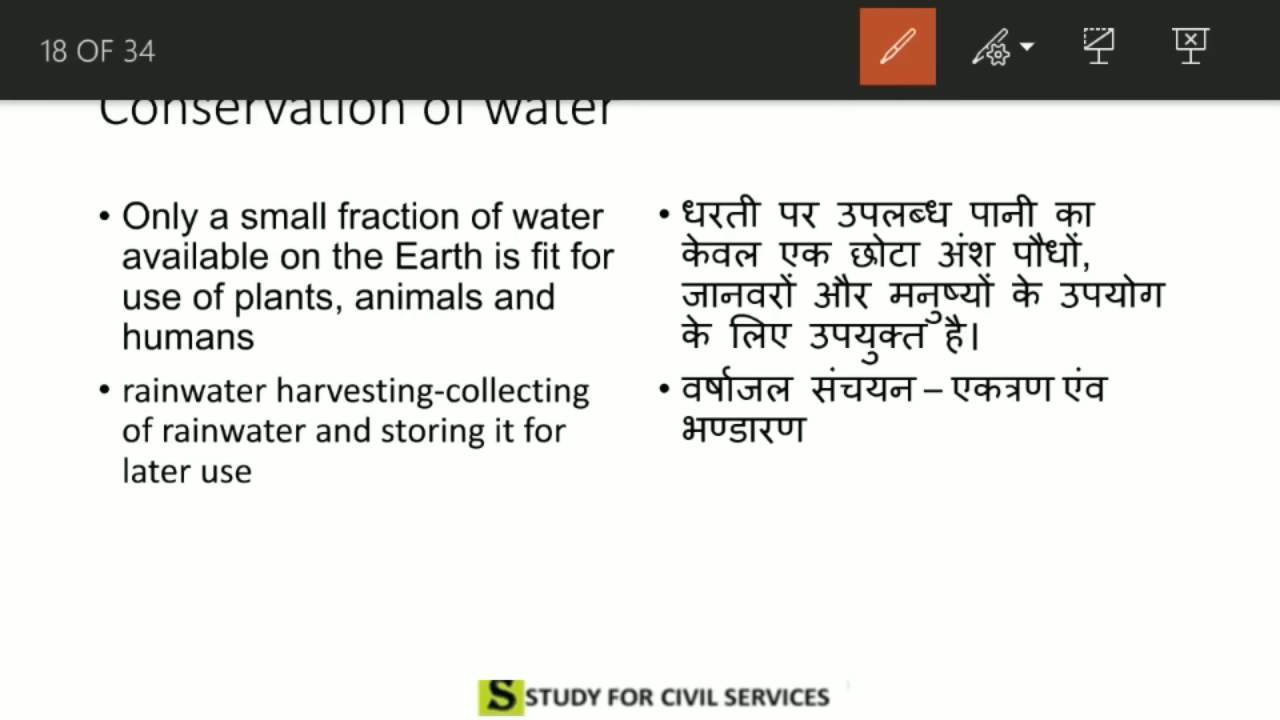 18 OF 34
Conservation of water
• Only a small fraction of water
available on the Earth is fit for
use of plants, animals and
humans
• rainwater harvesting-collecting
of rainwater and storing it for
later use
• धरती पर उपलब्ध पानी का
केवल एक छोटा अंश पौधों,
जानवरों और मनुष्यों के उपयोग
के लिए उपयुक्त है।
• वर्षाजल संचयन – एकत्रण एंव
भण्डारण
S STUDY FOR CIVIL SERVICES